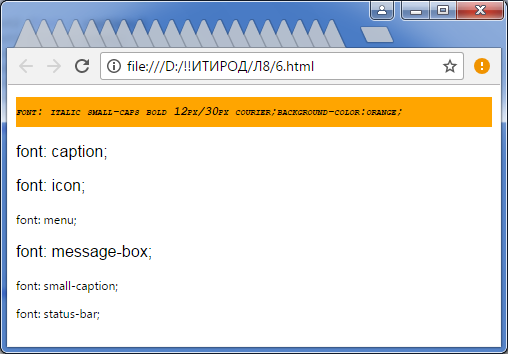 file:///D:/!!ИТИРОД/Л8/6.html
FONT: ITALIC SMALL-CAPS BOLD 12PX/30PX COURIER;BACKGROUND-COLOR:ORANGE;
font: caption;
font: icon;
font: menu;
font: message-box;
font: small-caption;
font: status-bar;